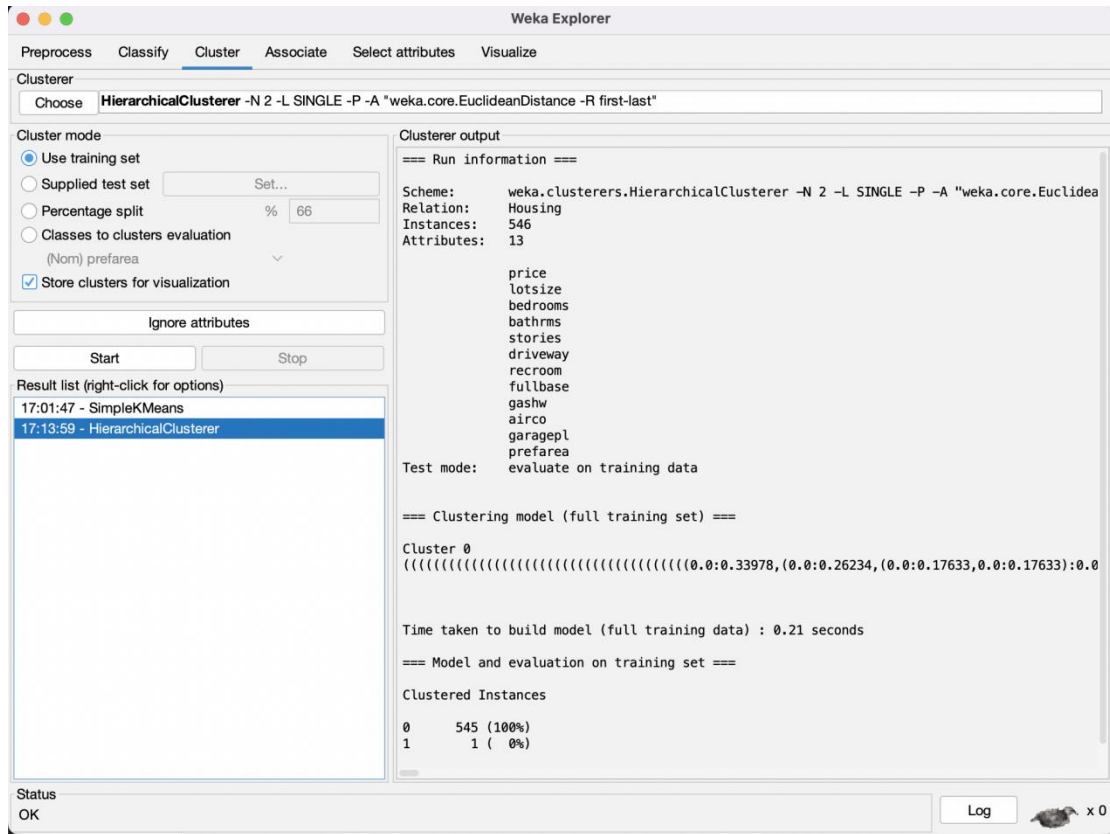 Weka Explorer
Preprocess Classify Cluster Associate Select attributes Visualize
Clusterer
Choose HierarchicalClusterer -N 2 -L SINGLE -P -A "weka.core.EuclideanDistance -R first-last"
Cluster mode
Use training set
Supplied test set Set...
Percentage split % 66
Classes to clusters evaluation
(Nom) prefarea
Store clusters for visualization
Ignore attributes
Start Stop
Result list (right-click for options)
17:01:47 - SimpleKMeans
17:13:59 - HierarchicalClusterer
Clusterer output
=== Run information ===
Scheme: weka.clusterers.HierarchicalClusterer -N 2 -L SINGLE -P -A "weka.core.Euclidea
Relation: Housing
Instances: 546
Attributes: 13
price
lotsize
bedrooms
bathrms
stories
driveway
recroom
fullbase
gashw
airco
garagepl
prefarea
Test mode: evaluate on training data
=== Clustering model (full training set) ===
Cluster 0
((((((((((((((((((((((((((((((((((((((0.0:0.33978,(0.0:0.26234,(0.0:0.17633,0.0:0.17633):0.0
Time taken to build model (full training data) : 0.21 seconds
=== Model and evaluation on training set ===
Clustered Instances
0 545 (100%)
1 1 ( 0%)
Status
OK
Log
x 0